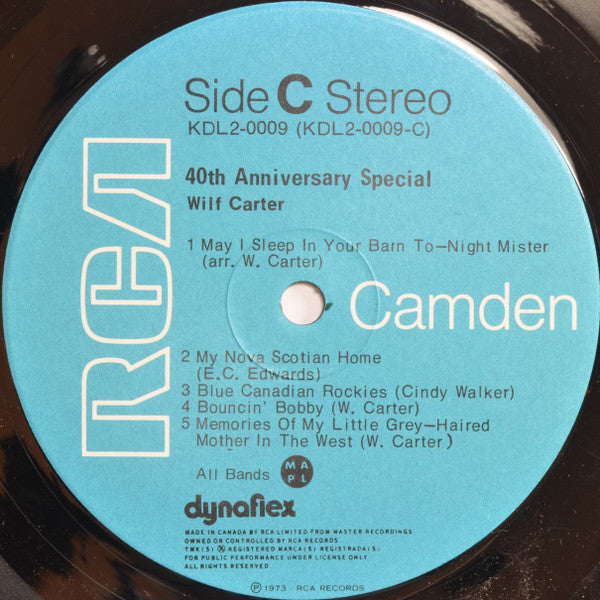 RCA
Side C Stereo
KDL2-0009 (KDL2-0009-C)
40th Anniversary Special
Wilf Carter
1 May I Sleep In Your Barn To-Night Mister
(arr. W. Carter)
Camden
2 My Nova Scotian Home
(E.C. Edwards)
3 Blue Canadian Rockies (Cindy Walker)
4 Bouncin' Bobby (W. Carter)
5 Memories Of My Little Grey-Haired
Mother In The West (W. Carter)
All Bands MAPL
dynaflex
MADE IN CANADA BY RCA LIMITED FROM MASTER RECORDINGS
OWNED OR CONTROLLED BY RCA RECORDS
TMK(S) ® REGISTERED MARCA(S) REGISTRADA(S)
FOR PUBLIC PERFORMANCE UNDER LICENSE ONLY
ALL RIGHTS RESERVED
℗ 1973 - RCA RECORDS